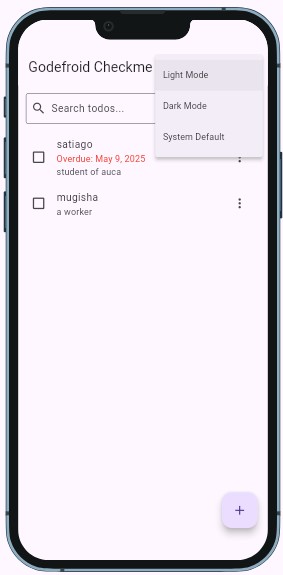 Godefroid Checkme
Light Mode
Dark Mode
System Default
Search todos...
satiago
Overdue: May 9, 2025
student of auca
mugisha
a worker
+